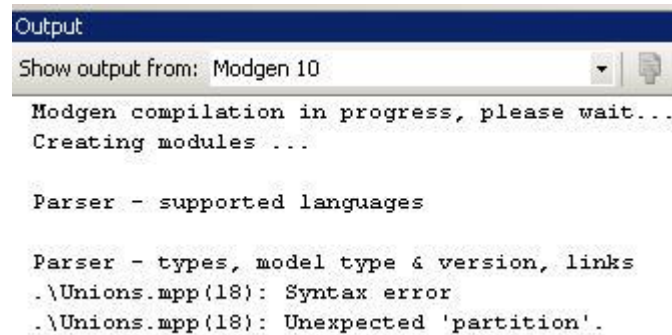 Output
Show output from: Modgen 10
Modgen compilation in progress, please wait...
Creating modules ...
Parser - supported languages
Parser - types, model type & version, links
.\Unions.mpp(18): Syntax error
.\Unions.mpp(18): Unexpected 'partition'.